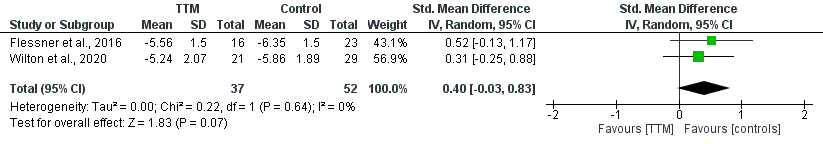 TTM Control Std. Mean Difference Std. Mean Difference
Study or Subgroup Mean SD Total Mean SD Total Weight IV, Random, 95% CI IV, Random, 95% CI
Flessner et al., 2016 -5.56 1.5 16 -6.35 1.5 23 43.1% 0.52 [-0.13, 1.17]
Wilton et al., 2020 -5.24 2.07 21 -5.86 1.89 29 56.9% 0.31 [-0.25, 0.88]
Total (95% CI) 37 52 100.0% 0.40 [-0.03, 0.83]
Heterogeneity: Tau² = 0.00; Chi² = 0.22, df = 1 (P = 0.64); I² = 0%
Test for overall effect: Z = 1.83 (P = 0.07)
-2 -1 0 1 2
Favours [TTM] Favours [controls]